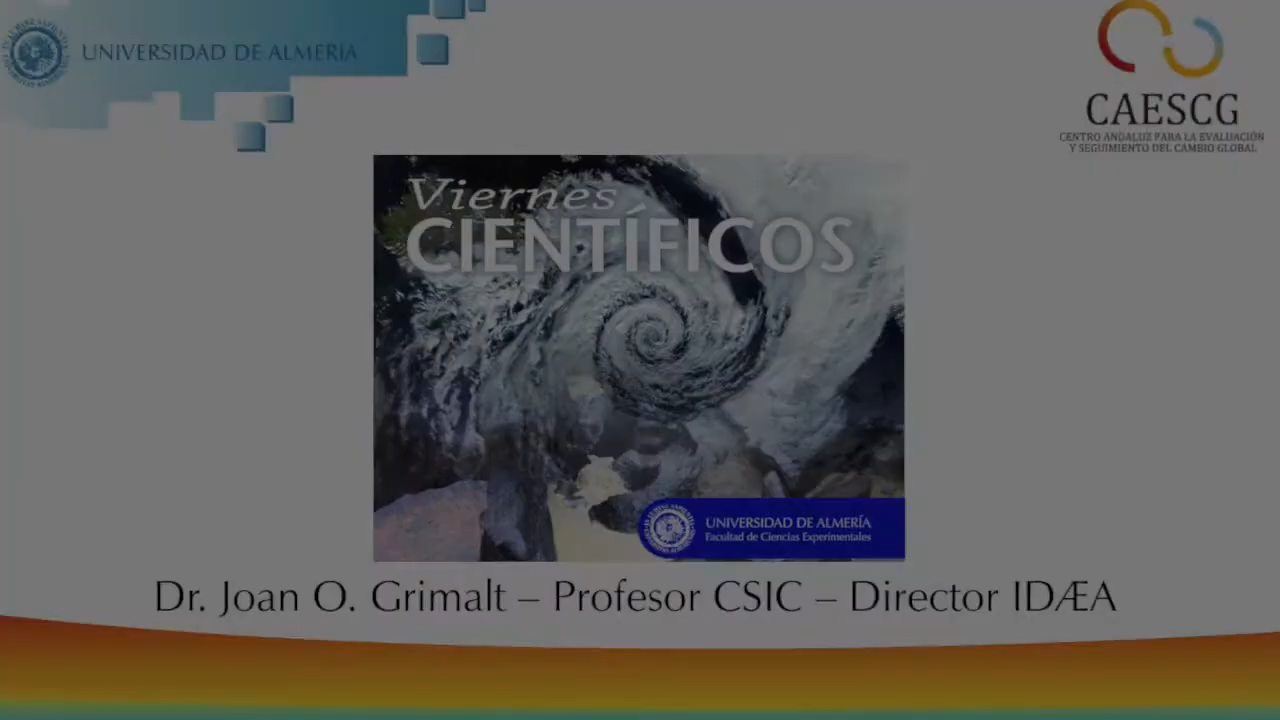 UNIVERSIDAD DE ALMERÍA
CAESCG
CENTRO ANDALUZ PARA LA EVALUACIÓN
Y SEGUIMIENTO DEL CAMBIO GLOBAL
Viernes
CIENTÍFICOS
UNIVERSIDAD DE ALMERÍA
Facultad de Ciencias Experimentales
Dr. Joan O. Grimalt – Profesor CSIC – Director IDÆA